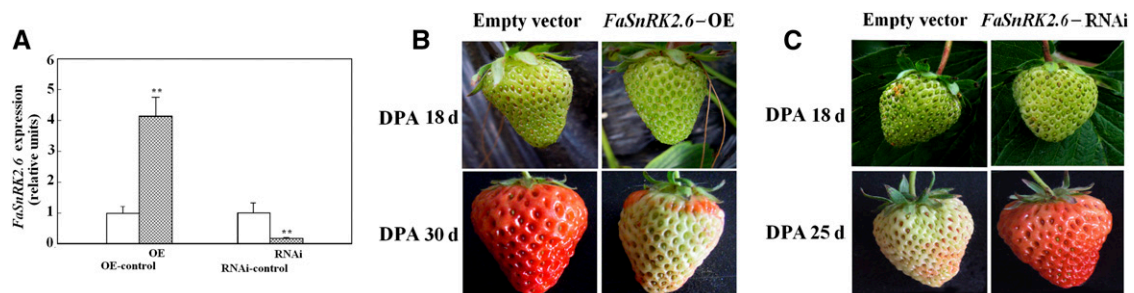 A
FaSnRK2.6 expression
(relative units)
6
5
4
3
2
1
0
**
**
OE
OE-control
RNAi
RNAi-control
B
Empty vector
FaSnRK2.6–OE
DPA 18 d
DPA 30 d
C
Empty vector
FaSnRK2.6–RNAi
DPA 18 d
DPA 25 d